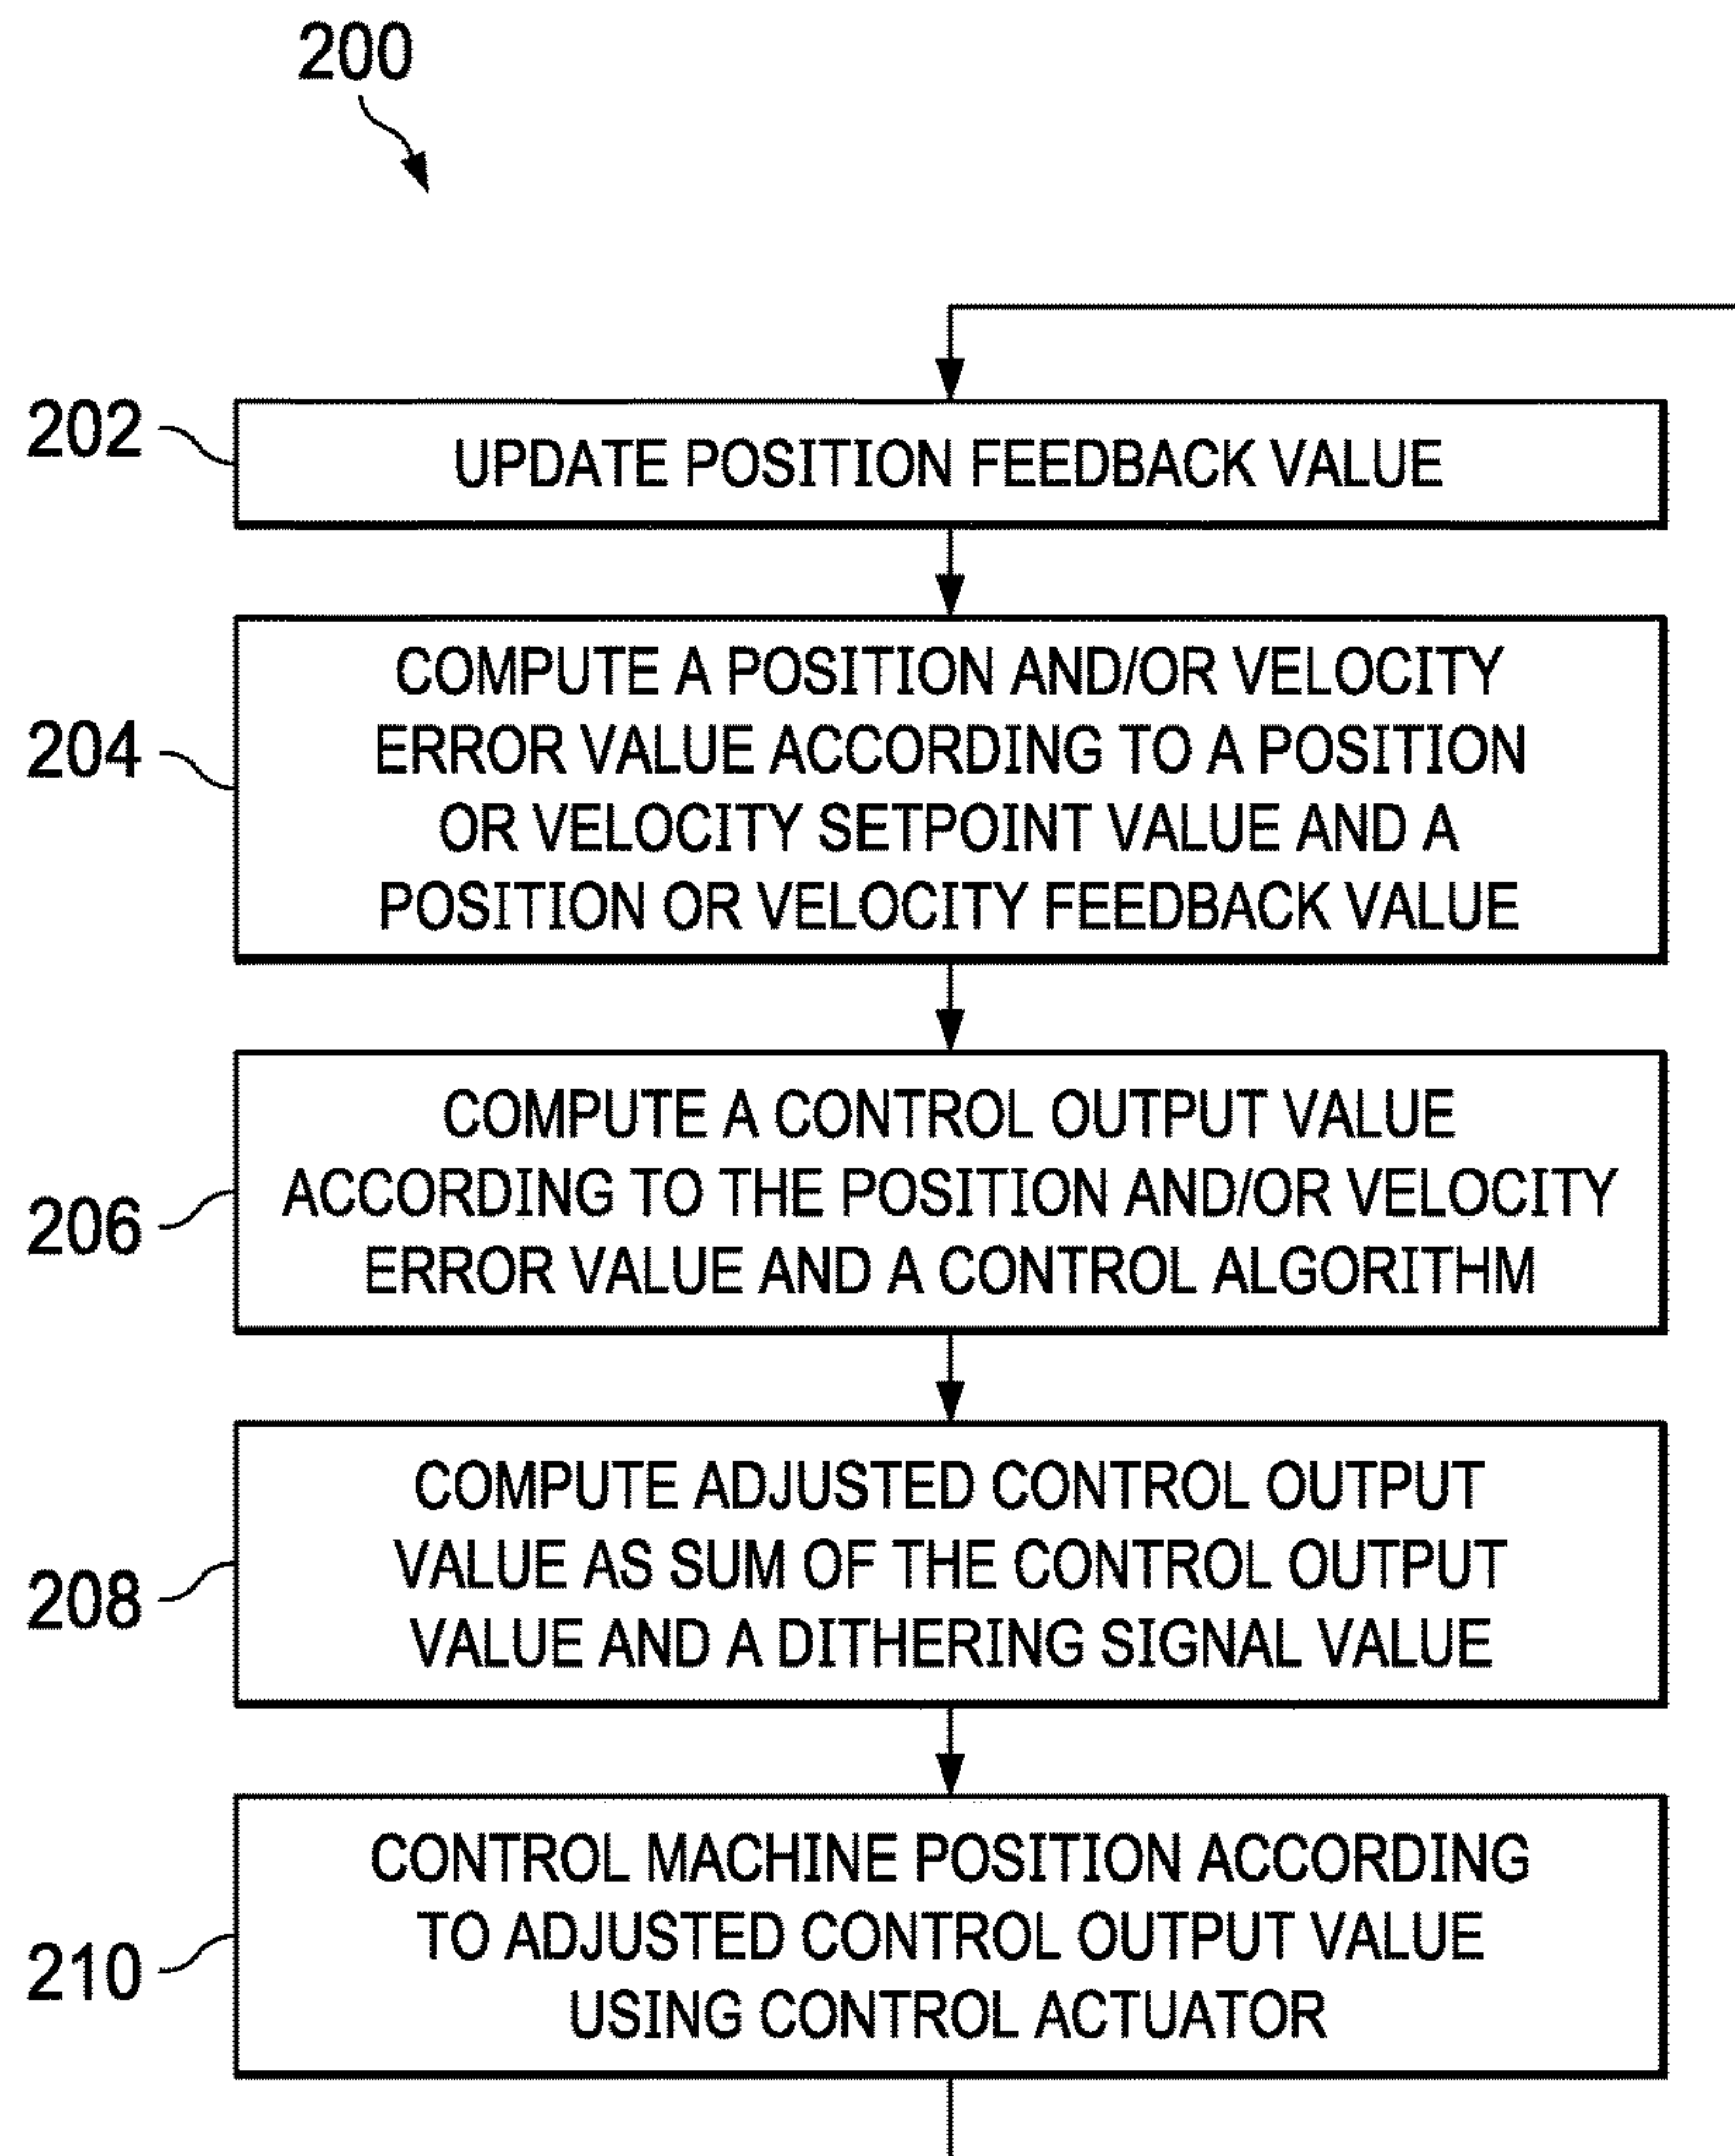 200
202
UPDATE POSITION FEEDBACK VALUE
204
COMPUTE A POSITION AND/OR VELOCITY
ERROR VALUE ACCORDING TO A POSITION
OR VELOCITY SETPOINT VALUE AND A
POSITION OR VELOCITY FEEDBACK VALUE
206
COMPUTE A CONTROL OUTPUT VALUE
ACCORDING TO THE POSITION AND/OR VELOCITY
ERROR VALUE AND A CONTROL ALGORITHM
208
COMPUTE ADJUSTED CONTROL OUTPUT
VALUE AS SUM OF THE CONTROL OUTPUT
VALUE AND A DITHERING SIGNAL VALUE
210
CONTROL MACHINE POSITION ACCORDING
TO ADJUSTED CONTROL OUTPUT VALUE
USING CONTROL ACTUATOR